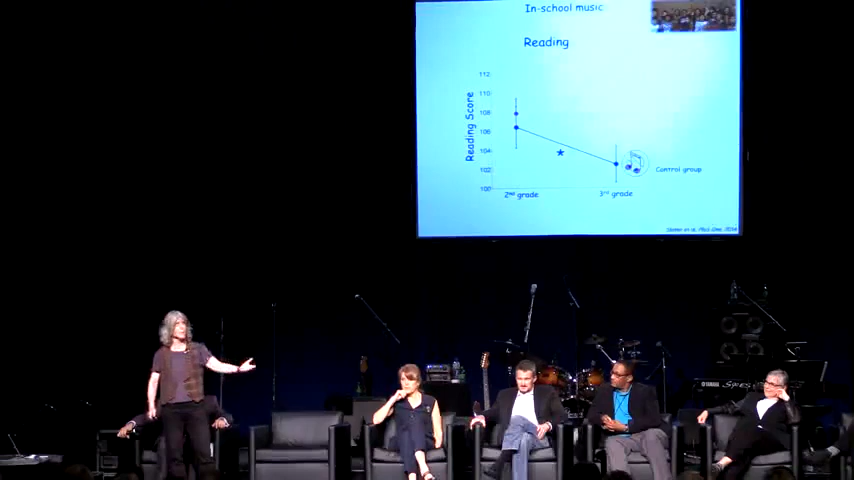 In-school music
Reading
Reading Score
112
110
108
106
104
102
100
*
2nd grade
3rd grade
Control group
YAMAHA